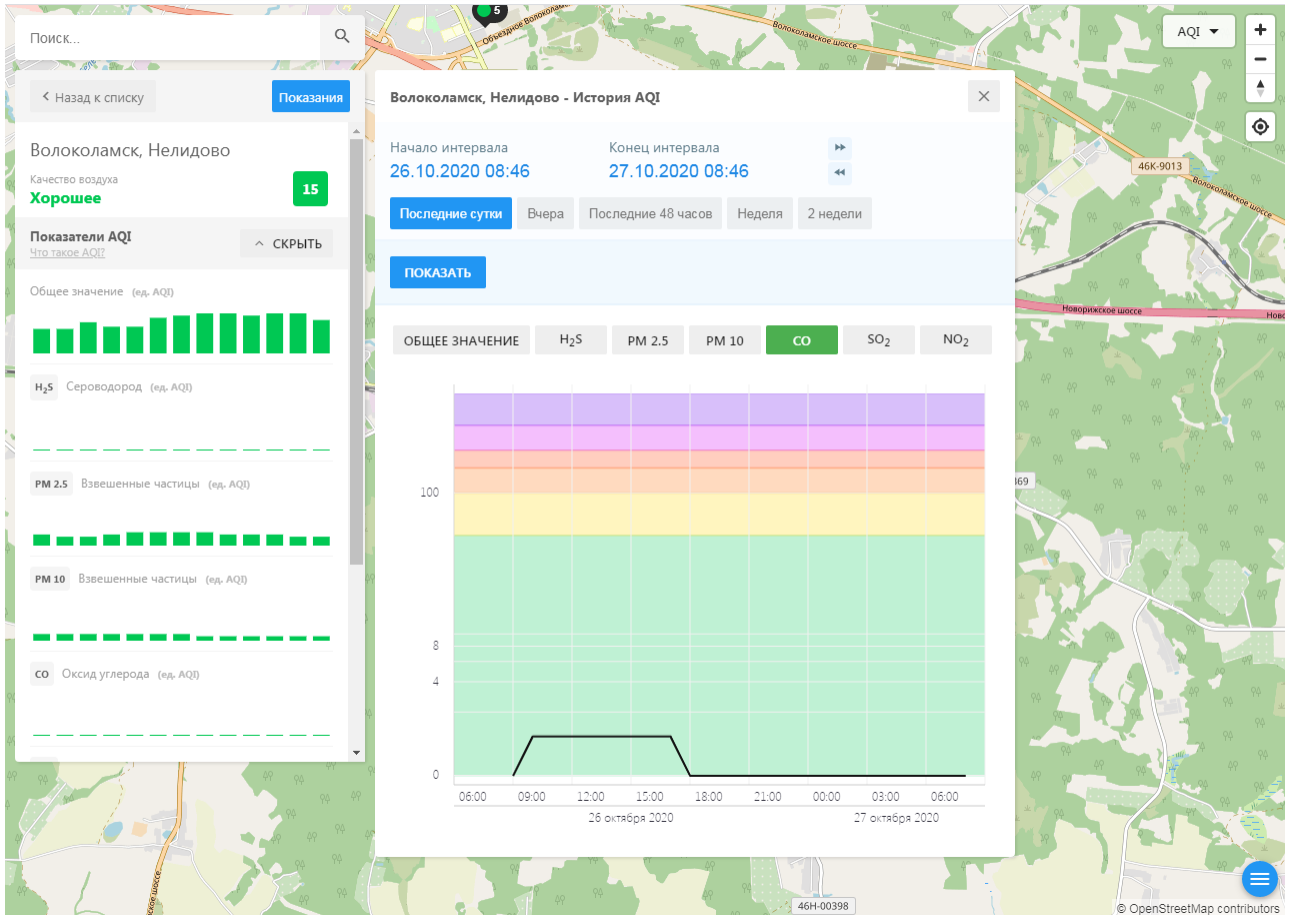 5
Объездное Волоколамск
Волоколамское шоссе
Поиск...
AQI
Назад к списку
Показания
Волоколамск, Нелидово
Качество воздуха
Хорошее
15
Показатели AQI
Что такое AQI?
СКРЫТЬ
Общее значение (ед. AQI)
H₂S Сероводород (ед. AQI)
PM 2.5 Взвешенные частицы (ед. AQI)
PM 10 Взвешенные частицы (ед. AQI)
CO Оксид углерода (ед. AQI)
Волоколамск, Нелидово - История AQI
Начало интервала
26.10.2020 08:46
Конец интервала
27.10.2020 08:46
Последние сутки
Вчера
Последние 48 часов
Неделя
2 недели
ПОКАЗАТЬ
ОБЩЕЕ ЗНАЧЕНИЕ
H₂S
PM 2.5
PM 10
CO
SO₂
NO₂
100
8
4
0
06:00 09:00 12:00 15:00 18:00 21:00 00:00 03:00 06:00
26 октября 2020 27 октября 2020
46К-9013
Волоколамское шоссе
Новорижское шоссе
Новс
369
46Н-00398
© OpenStreetMap contributors